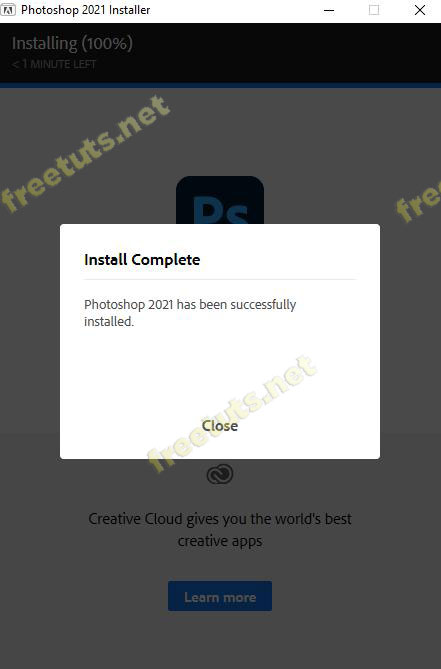 Photoshop 2021 Installer
Installing (100%)
< 1 MINUTE LEFT
freetuts.net
Ps
Install Complete
Photoshop 2021 has been successfully
installed.
freetuts.net
Close
Creative Cloud gives you the world's best
creative apps
Learn more